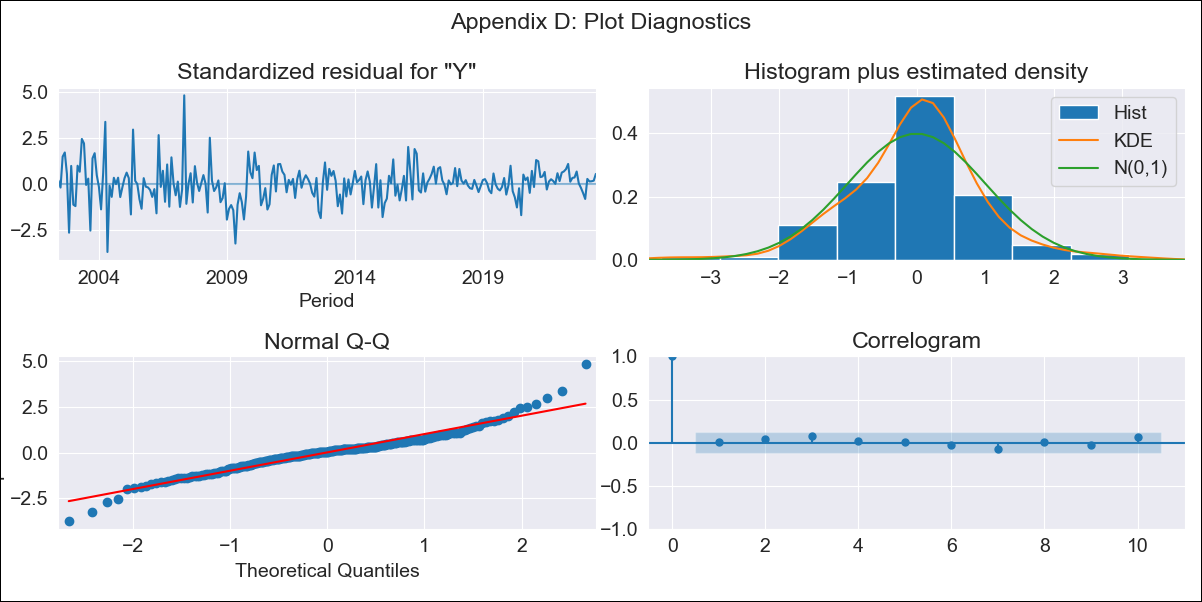 Appendix D: Plot Diagnostics
Standardized residual for "Y"
5.0
2.5
0.0
−2.5
2004 2009 2014 2019
Period
Histogram plus estimated density
0.4
0.2
0.0
Hist
KDE
N(0,1)
−3 −2 −1 0 1 2 3
Normal Q-Q
5.0
2.5
0.0
−2.5
−2 −1 0 1 2
Theoretical Quantiles
Correlogram
1.0
0.5
0.0
−0.5
−1.0
0 2 4 6 8 10